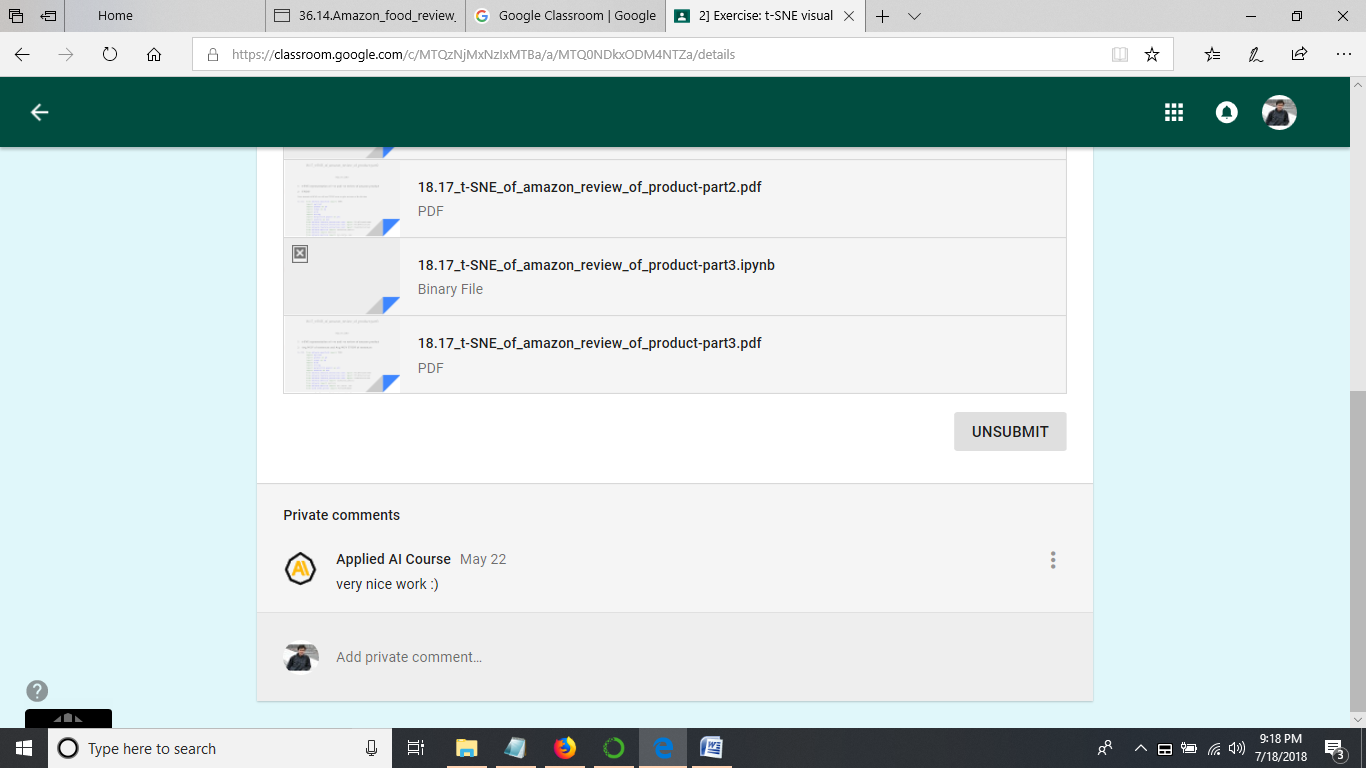 Home
36.14.Amazon_food_review_
Google Classroom | Google
2] Exercise: t-SNE visual
https://classroom.google.com/c/MTQzNjMxNzIxMTBa/a/MTQ0NDkxODM4NTZa/details
18.17_t-SNE_of_amazon_review_of_product-part2.pdf
PDF
18.17_t-SNE_of_amazon_review_of_product-part3.ipynb
Binary File
18.17_t-SNE_of_amazon_review_of_product-part3.pdf
PDF
UNSUBMIT
Private comments
Applied AI Course May 22
very nice work :)
Add private comment...
Type here to search
9:18 PM
7/18/2018
3